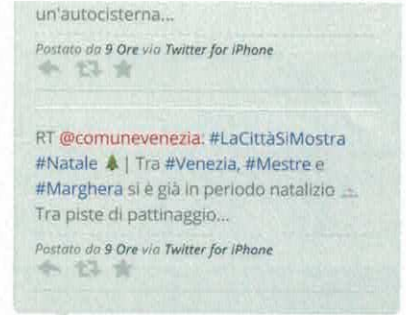 un'autocisterna...
Postato da 9 Ore via Twitter for iPhone
RT @comunevenezia: #LaCittàSiMostra
#Natale 🌲 | Tra #Venezia, #Mestre e
#Marghera si è già in periodo natalizio
Tra piste di pattinaggio...
Postato da 9 Ore via Twitter for iPhone